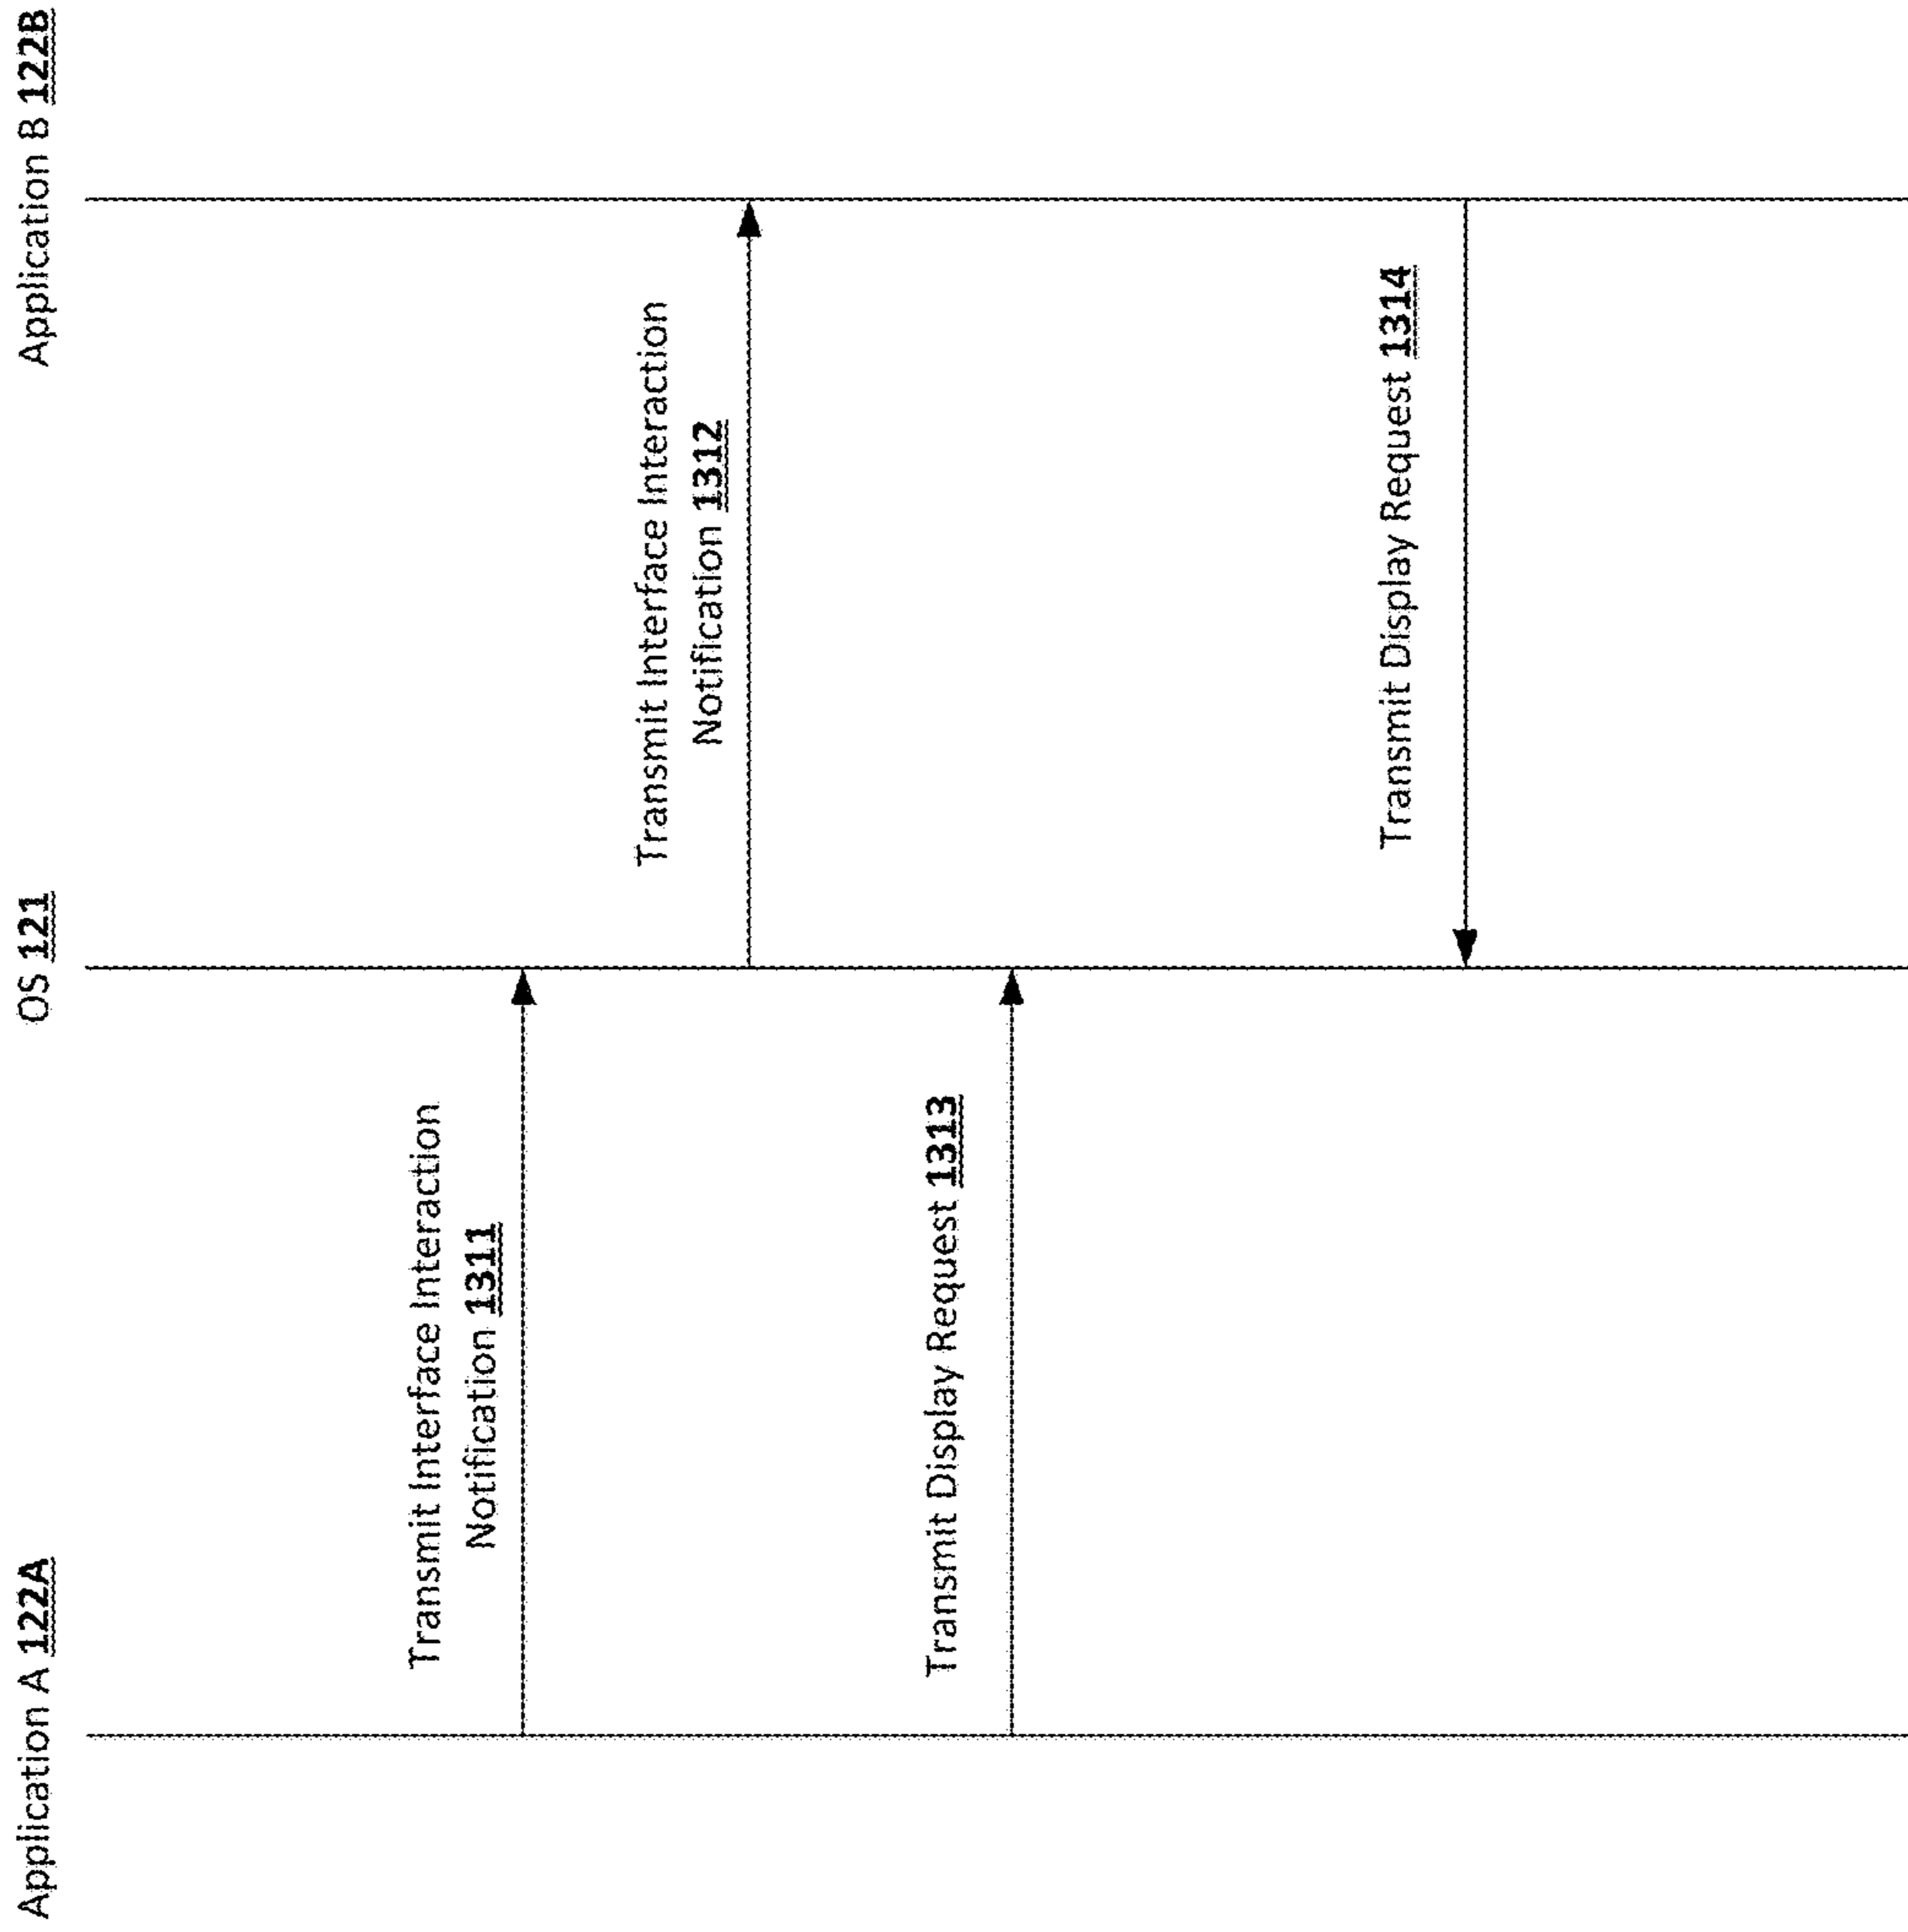 Application A 122A
OS 121
Application B 122B
Transmit Interface Interaction
Notification 1311
Transmit Interface Interaction
Notification 1312
Transmit Display Request 1313
Transmit Display Request 1314